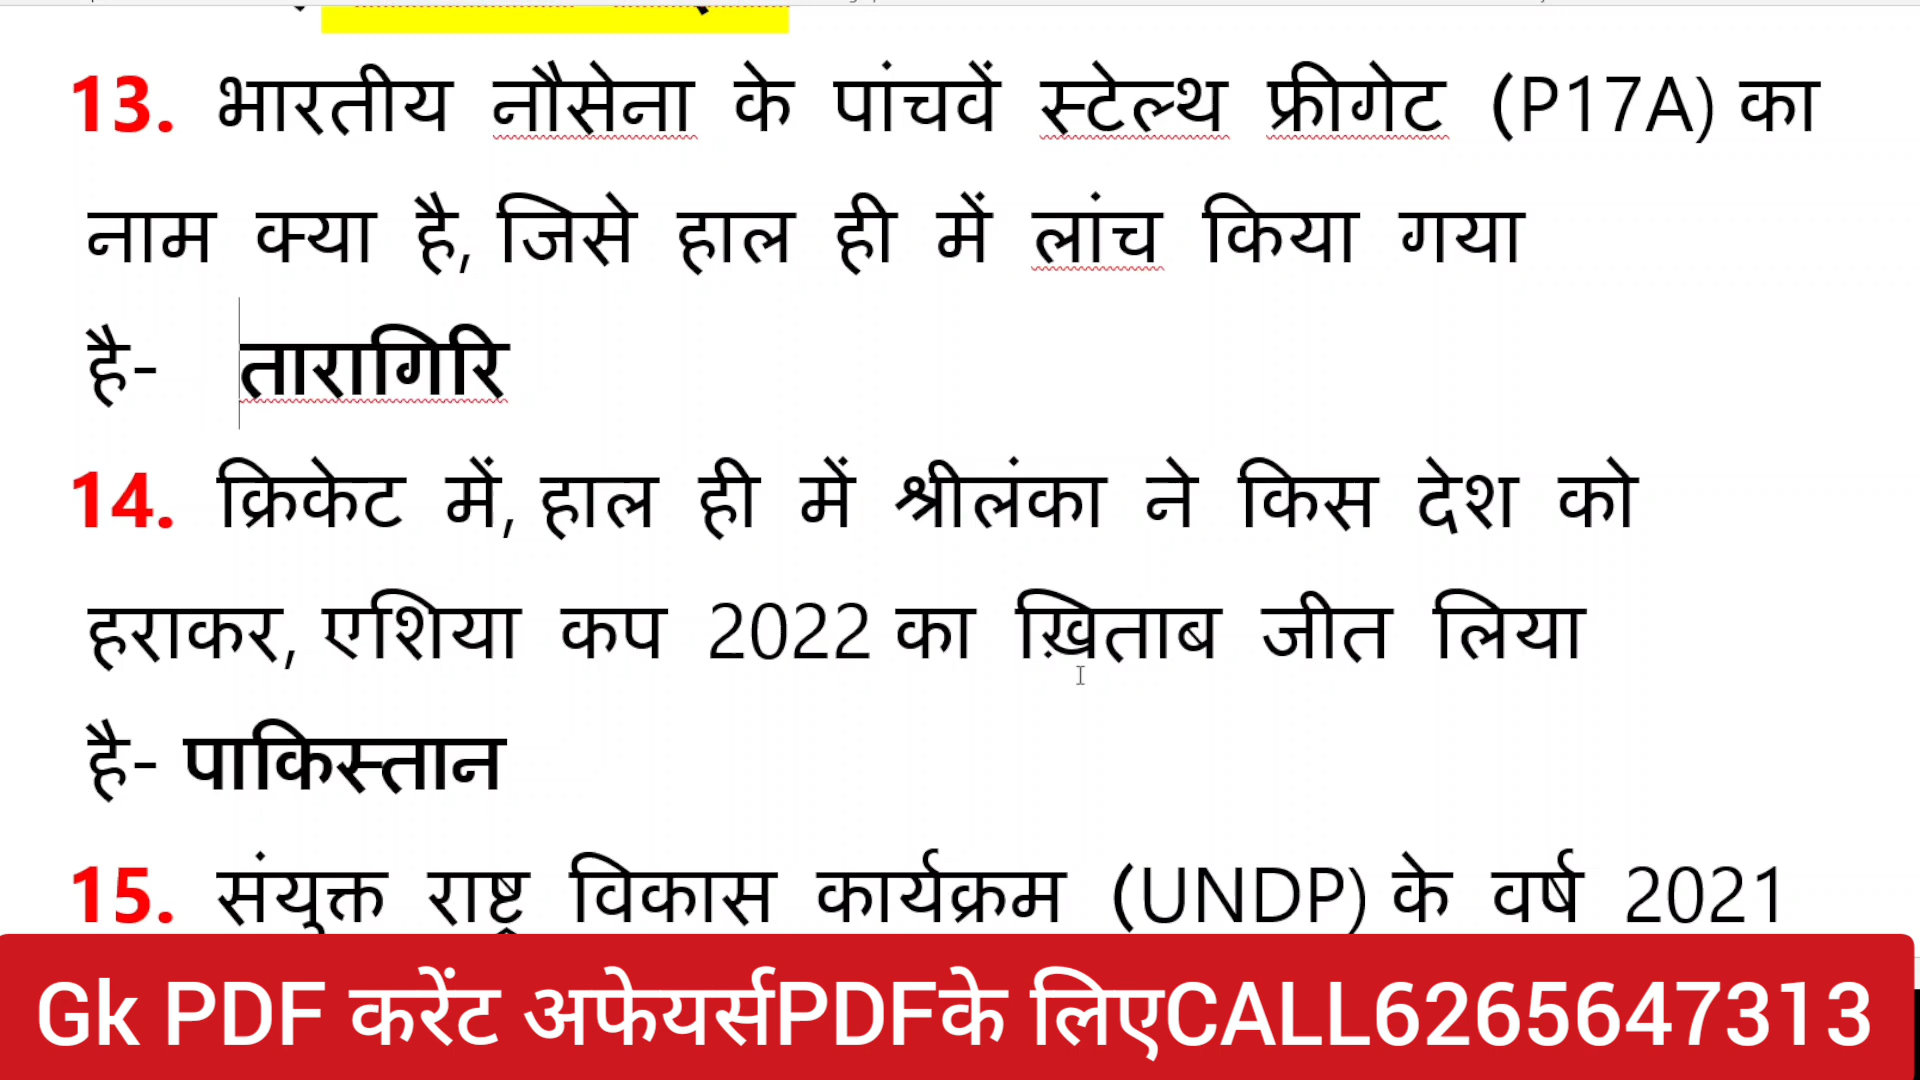 13. भारतीय नौसेना के पांचवें स्टेल्थ फ्रीगेट (P17A) का
नाम क्या है, जिसे हाल ही में लांच किया गया
है- तारागिरि
14. क्रिकेट में, हाल ही में श्रीलंका ने किस देश को
हराकर, एशिया कप 2022 का ख़िताब जीत लिया
है- पाकिस्तान
15. संयुक्त राष्ट्र विकास कार्यक्रम (UNDP) के वर्ष 2021
Gk PDF करेंट अफेयर्सPDFके लिएCALL6265647313